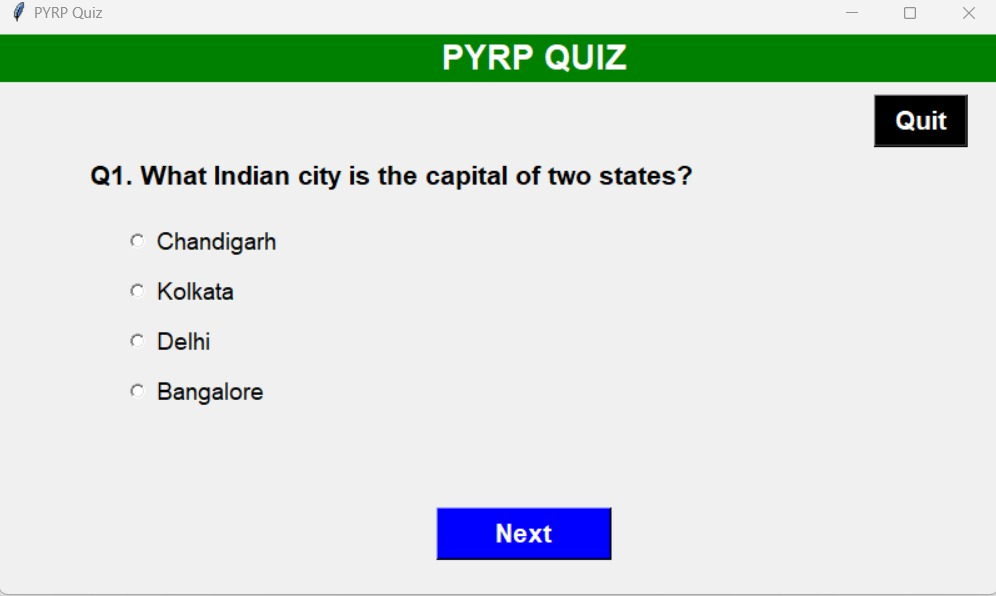 PYRP Quiz
PYRP QUIZ
Quit
Q1. What Indian city is the capital of two states?
Chandigarh
Kolkata
Delhi
Bangalore
Next